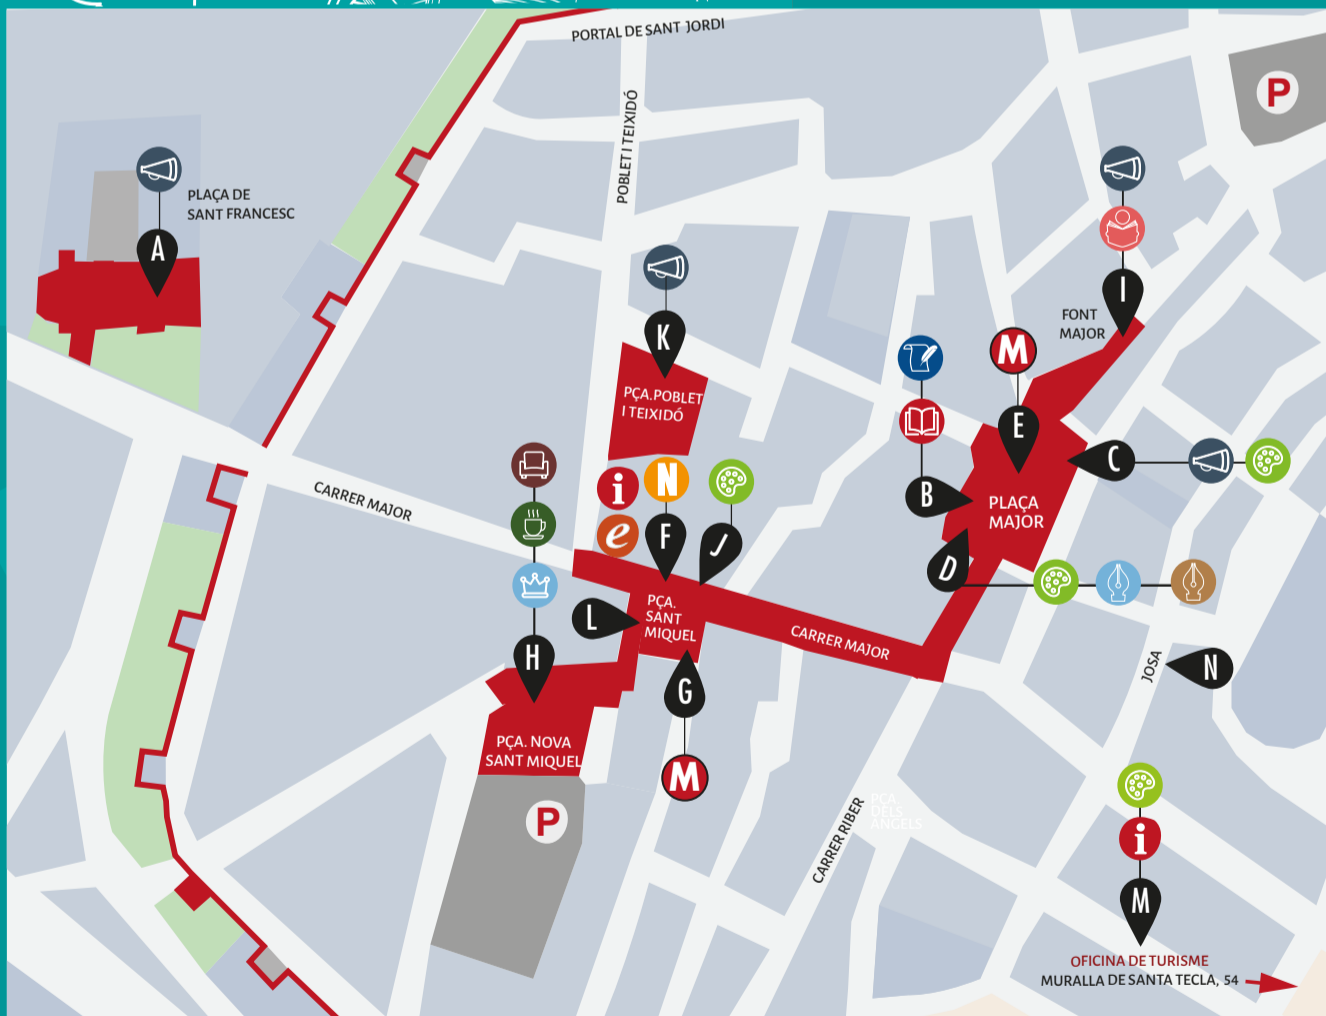 PORTAL DE SANT JORDI
POBLET I TEIXIDÓ
P
PLAÇA DE
SANT FRANCESC
A
K
PÇA.POBLET
I TEIXIDÓ
I
FONT
MAJOR
M
E
C
B
PLAÇA
MAJOR
D
CARRER MAJOR
i
N
e
F
J
PÇA.
SANT
MIQUEL
L
H
G
M
CARRER MAJOR
JOSA
N
PÇA. NOVA
SANT MIQUEL
P
CARRER RIBER
PÇA.
DELS
ÀNGELS
i
M
OFICINA DE TURISME
MURALLA DE SANTA TECLA, 54